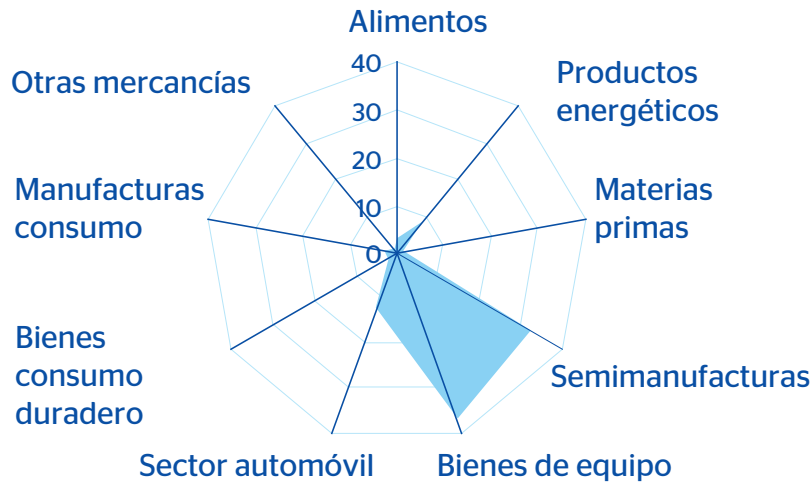 Alimentos
Productos
energéticos
Materias
primas
Semimanufacturas
Bienes de equipo
Sector automóvil
Bienes
consumo
duradero
Manufacturas
consumo
Otras mercancías
40
30
20
10
0